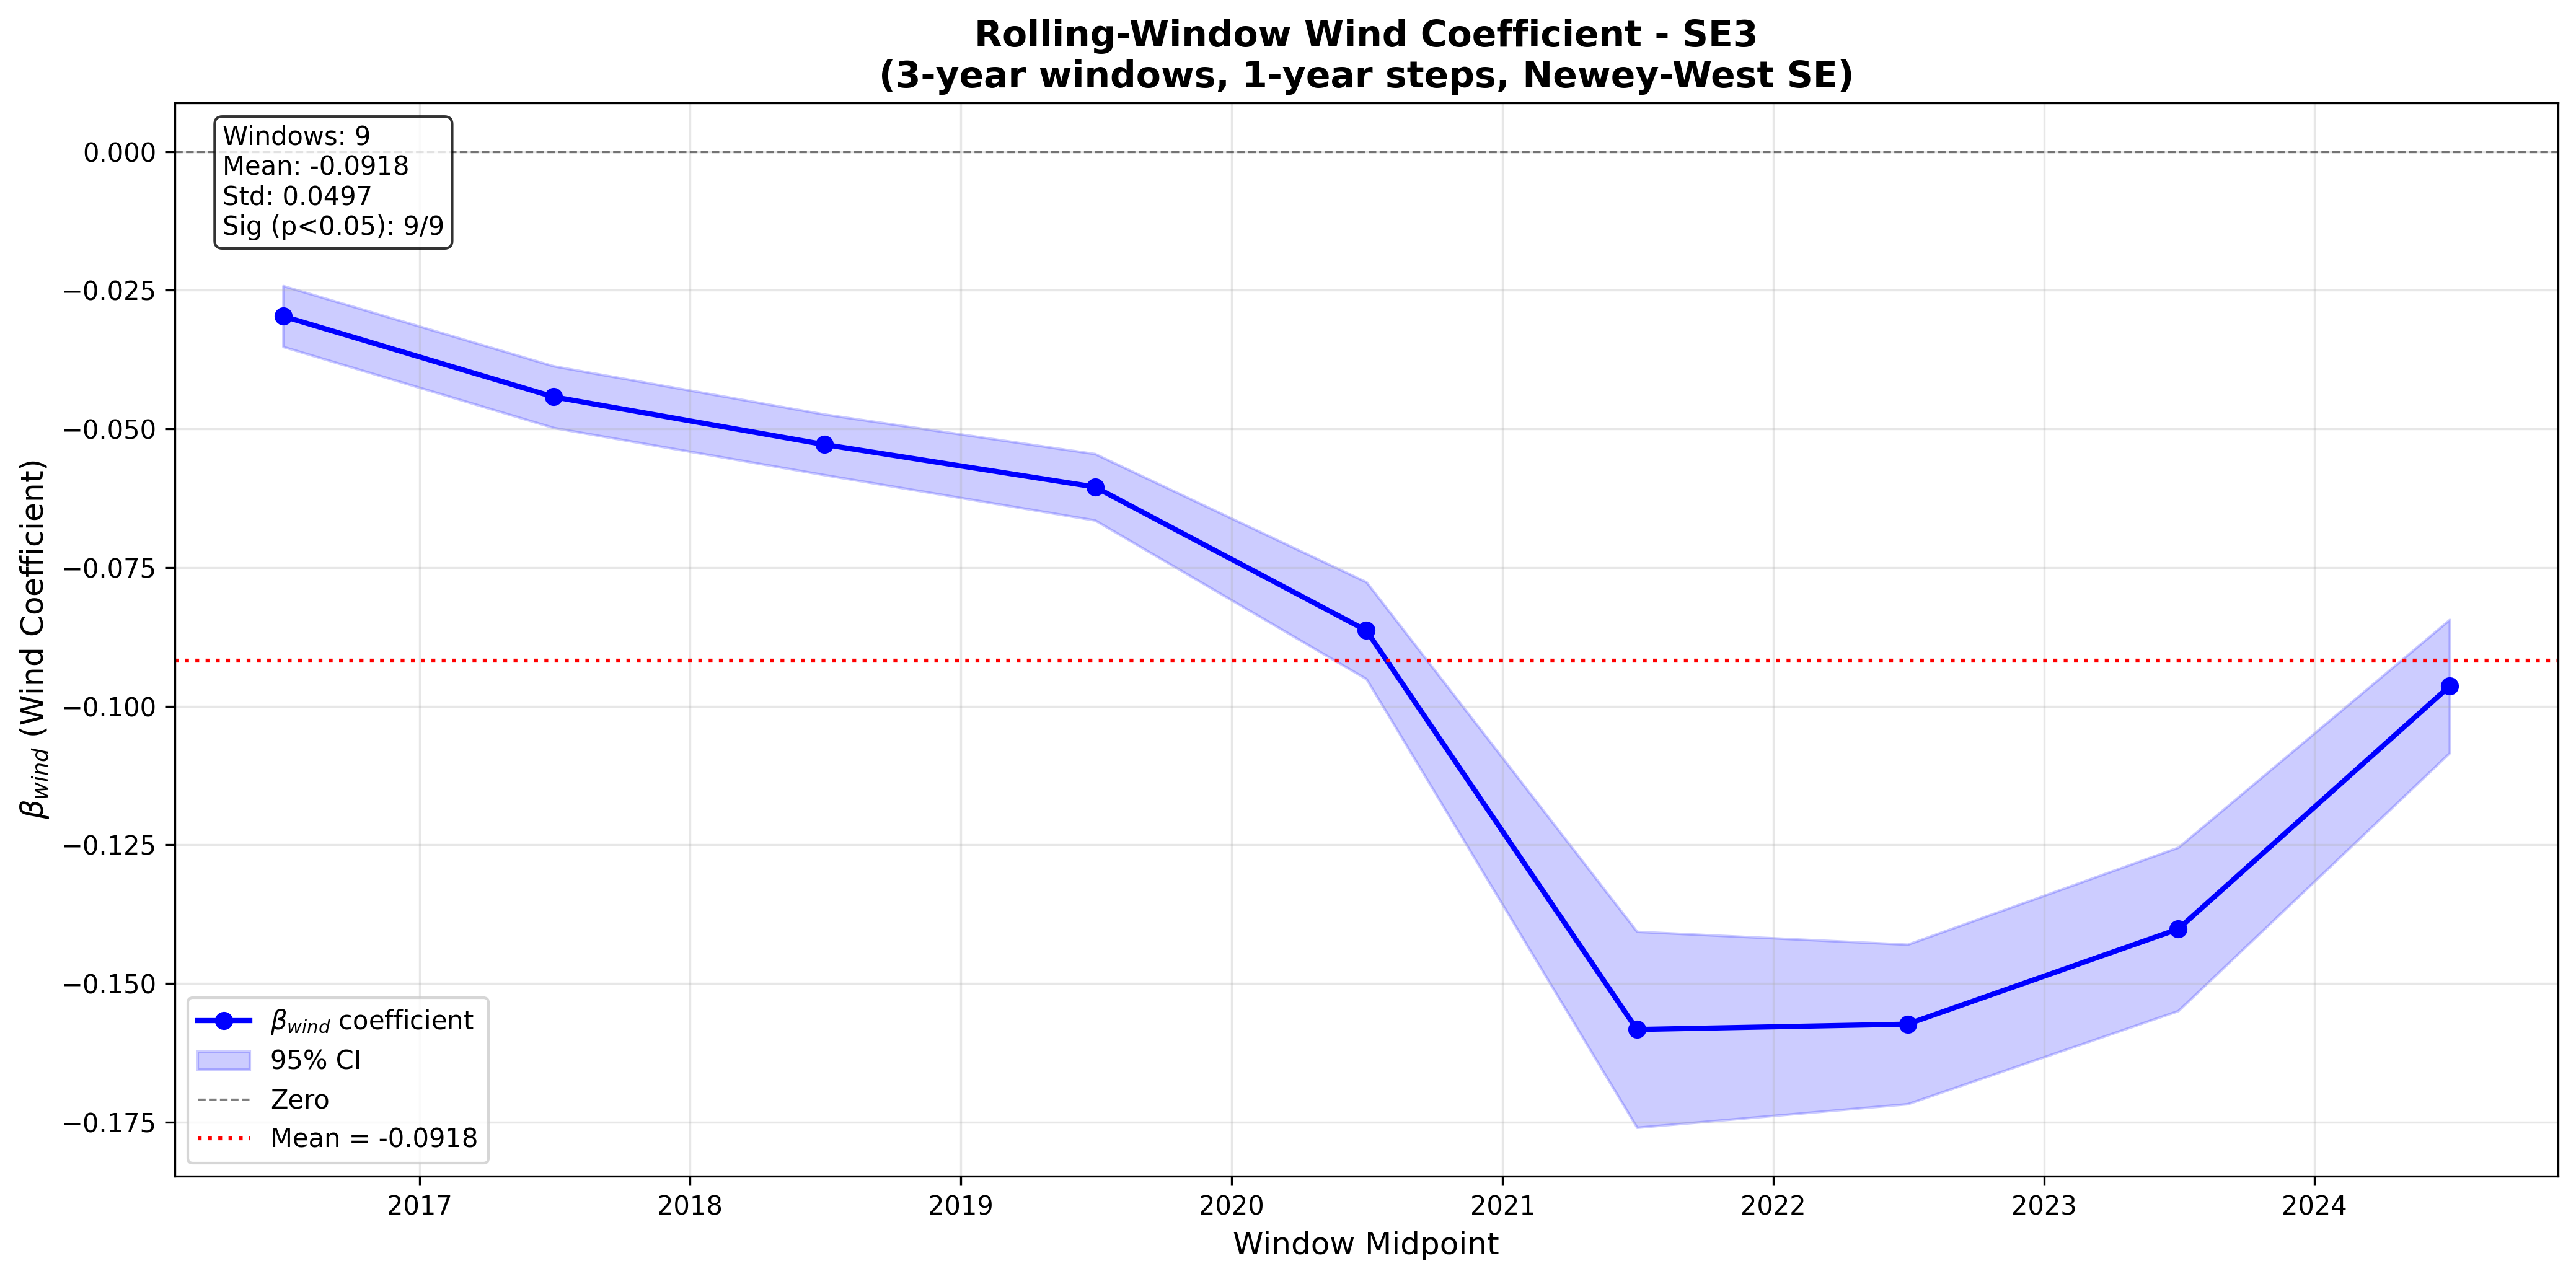 Rolling-Window Wind Coefficient - SE3
(3-year windows, 1-year steps, Newey-West SE)
Windows: 9
Mean: -0.0918
Std: 0.0497
Sig (p<0.05): 9/9
β_wind (Wind Coefficient)
0.000
−0.025
−0.050
−0.075
−0.100
−0.125
−0.150
−0.175
β_wind coefficient
95% CI
Zero
Mean = -0.0918
2017 2018 2019 2020 2021 2022 2023 2024
Window Midpoint